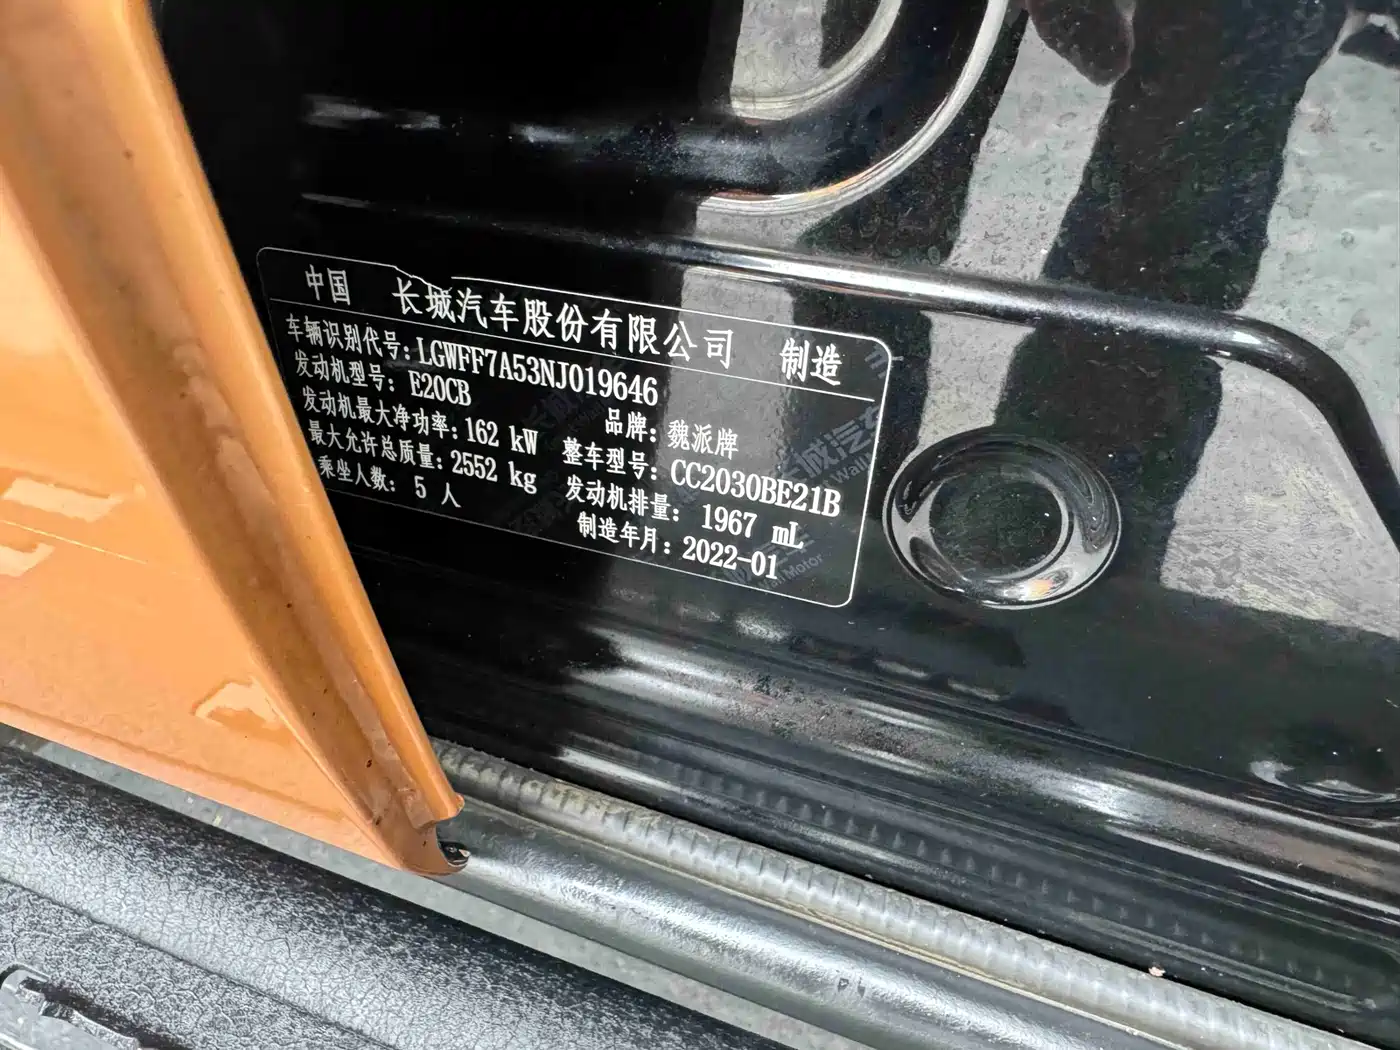 中国 长城汽车股份有限公司 制造
车辆识别代号: LGWFF7A53NJ019646
发动机型号: E20CB 品牌: 魏派牌
发动机最大净功率: 162 kW 整车型号: CC2030BE21B
最大允许总质量: 2552 kg 发动机排量: 1967 mL
乘坐人数: 5 人 制造年月: 2022-01